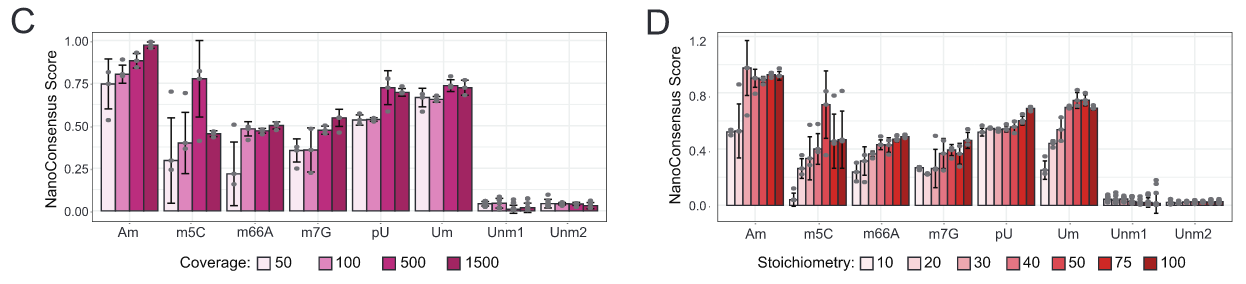 C
NanoConsensus Score
1.00
0.75
0.50
0.25
0.00
Am m5C m66A m7G pU Um Unm1 Unm2
Coverage: 50 100 500 1500
D
NanoConsensus Score
1.2
0.8
0.4
0.0
Am m5C m66A m7G pU Um Unm1 Unm2
Stoichiometry: 10 20 30 40 50 75 100